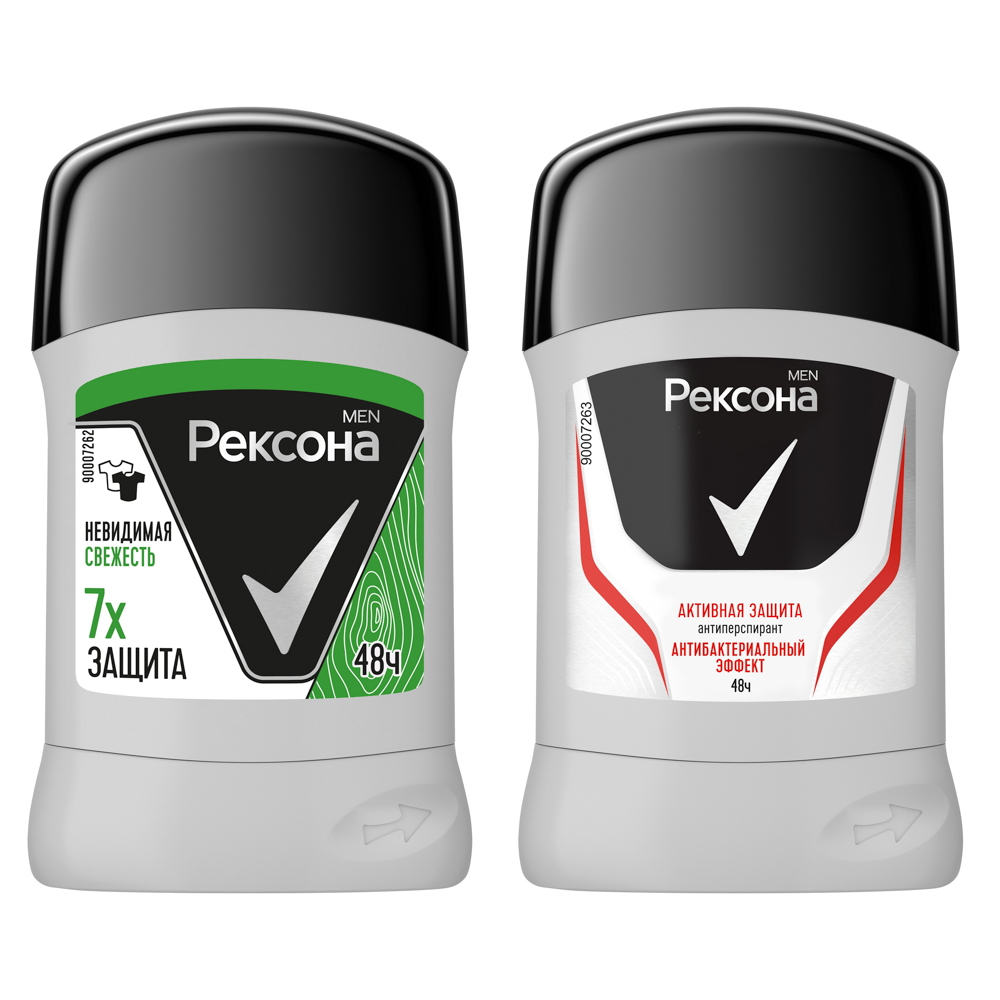 MEN
Рексона
90007262
НЕВИДИМАЯ
СВЕЖЕСТЬ
7х
ЗАЩИТА
48ч
MEN
Рексона
90007263
АКТИВНАЯ ЗАЩИТА
антиперспирант
АНТИБАКТЕРИАЛЬНЫЙ
ЭФФЕКТ
48ч